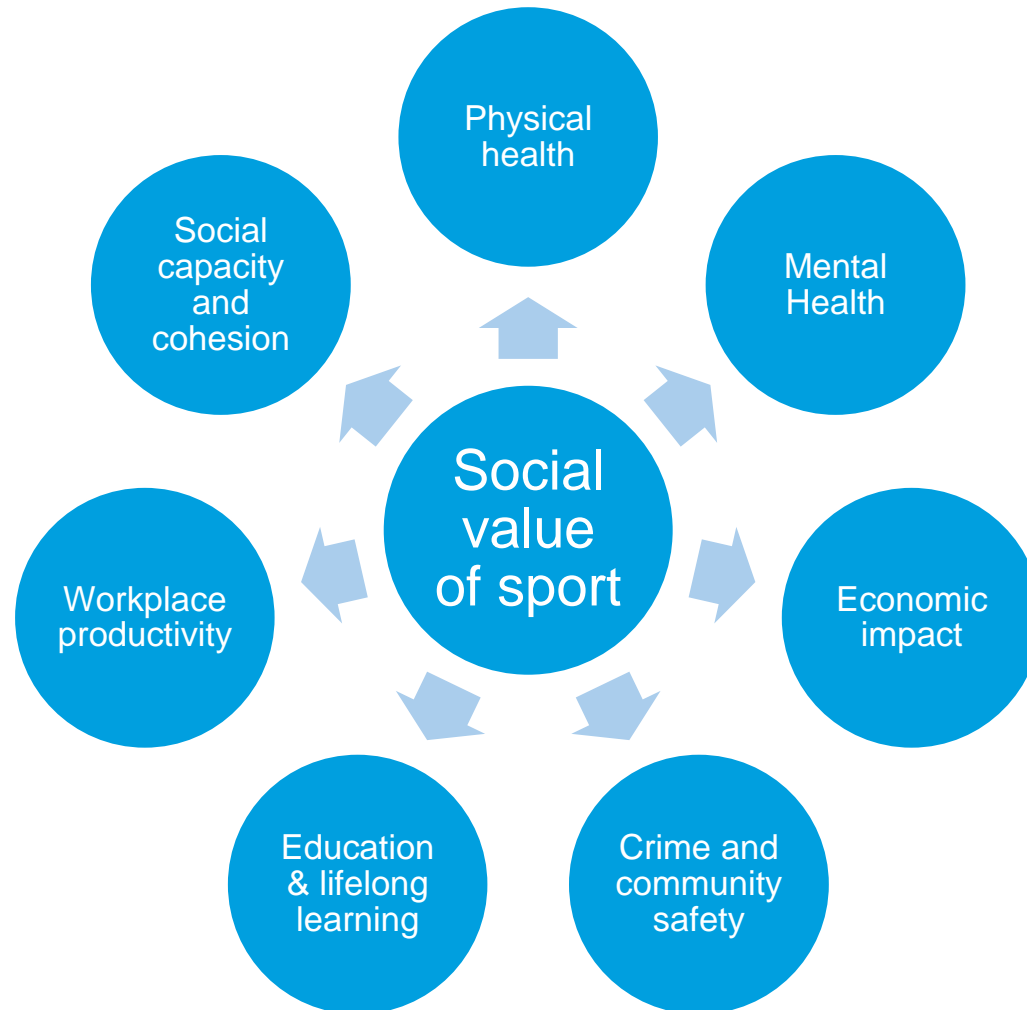 Physical
health
Mental
Health
Economic
impact
Crime and
community
safety
Education
& lifelong
learning
Workplace
productivity
Social
capacity
and
cohesion
Social
value
of sport